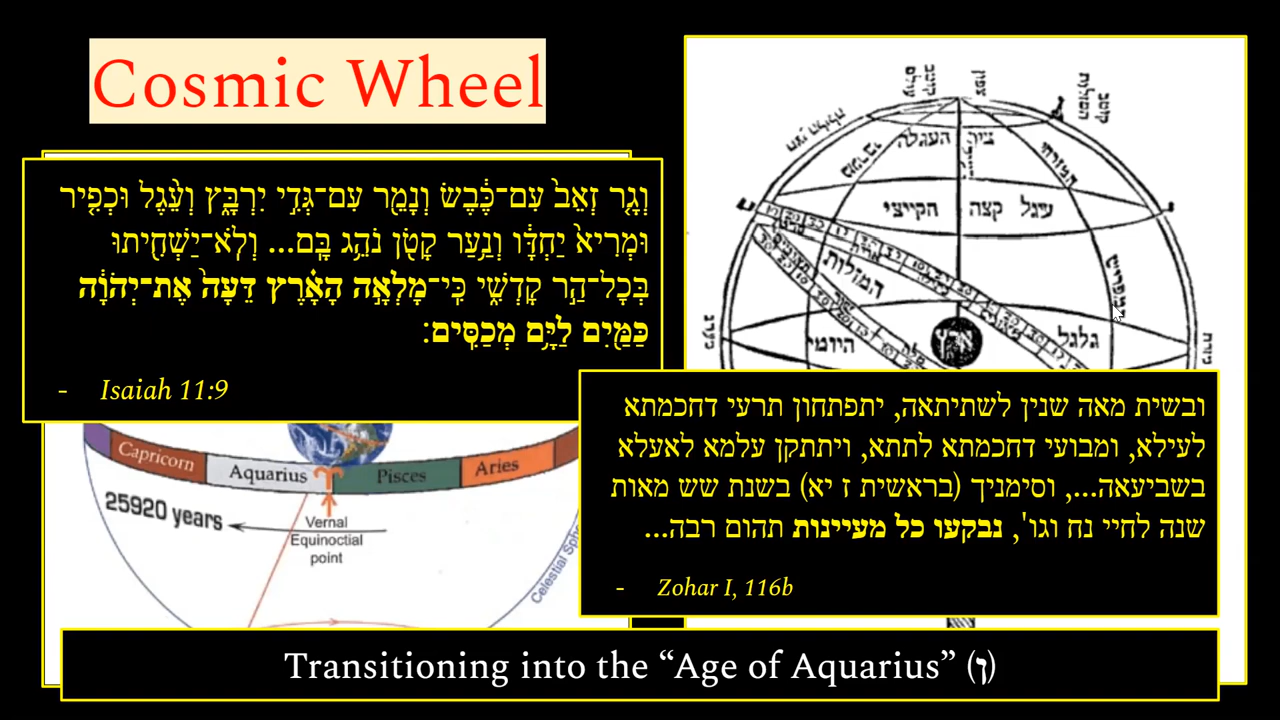 Cosmic Wheel
וְגָ֤ר זְאֵב֙ עִם־כֶּ֔בֶשׂ וְנָמֵ֖ר עִם־גְּדִ֣י יִרְבָּ֑ץ וְעֵ֨גֶל וּכְפִ֤יר
וּמְרִיא֙ יַחְדָּ֔ו וְנַ֥עַר קָטֹ֖ן נֹהֵ֥ג בָּֽם... וְלֹֽא־יַשְׁחִ֖יתוּ
בְּכָל־הַ֣ר קׇדְשִׁ֑י כִּֽי־מָלְאָ֣ה הָאָ֗רֶץ דֵּעָה֙ אֶת־יְהֹוָ֔ה
כַּמַּ֖יִם לַיָּ֥ם מְכַסִּֽים׃
- Isaiah 11:9
Capricorn
Aquarius
Pisces
Aries
25920 years
Vernal
Equinoctial
point
צפון
העגלה
עיגל קצה הקייצי
המזלות
גלגל
היומי
ובשית מאה שנין לשתיתאה, יתפתחון תרעי דחכמתא
לעילא, ומבועי דחכמתא לתתא, ויתתקן עלמא לאעלא
בשביעאה..., וסימניך (בראשית ז יא) בשנת שש מאות
שנה לחיי נח וגו', נבקעו כל מעיינות תהום רבה...
- Zohar I, 116b
Transitioning into the “Age of Aquarius” (ן)